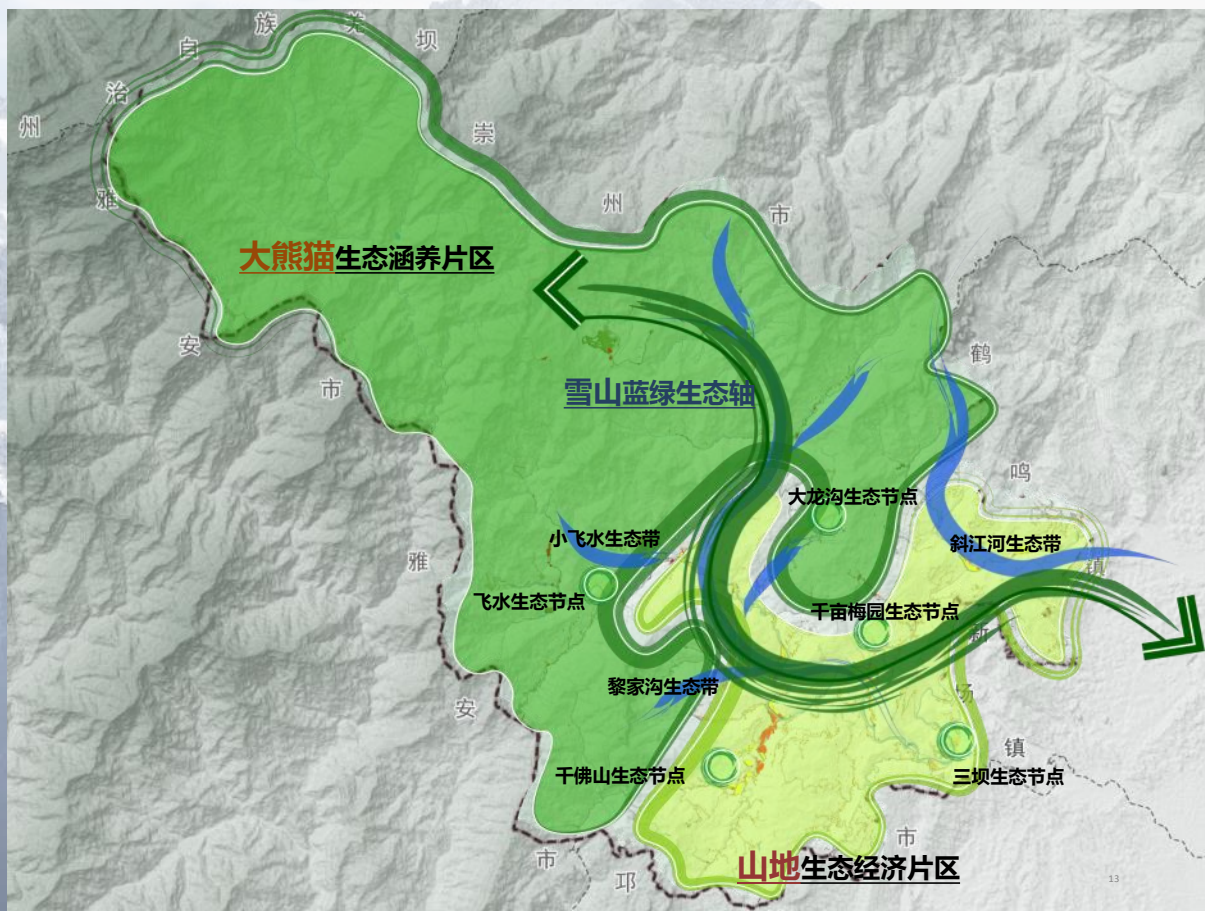 州
治
自
族
羌
坝
雅
崇
州
市
大熊猫生态涵养片区
安
市
鹤
雪山蓝绿生态轴
鸣
镇
大龙沟生态节点
小飞水生态带
斜江河生态带
雅
飞水生态节点
千亩梅园生态节点
新
场
镇
黎家沟生态带
安
千佛山生态节点
三坝生态节点
市
邛
市
山地生态经济片区
13